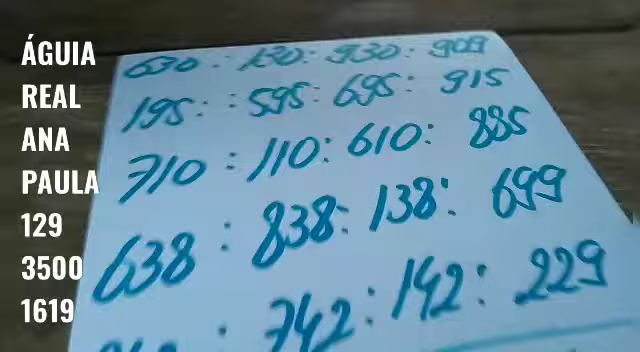 ÁGUIA
REAL
ANA
PAULA
129
3500
1619
630 : 130 : 930 : 909
195 : : 595 : 695 : 915
710 : 110 : 610 : 885
638 : 838 : 138 : 699
: 742 : 142 : 229